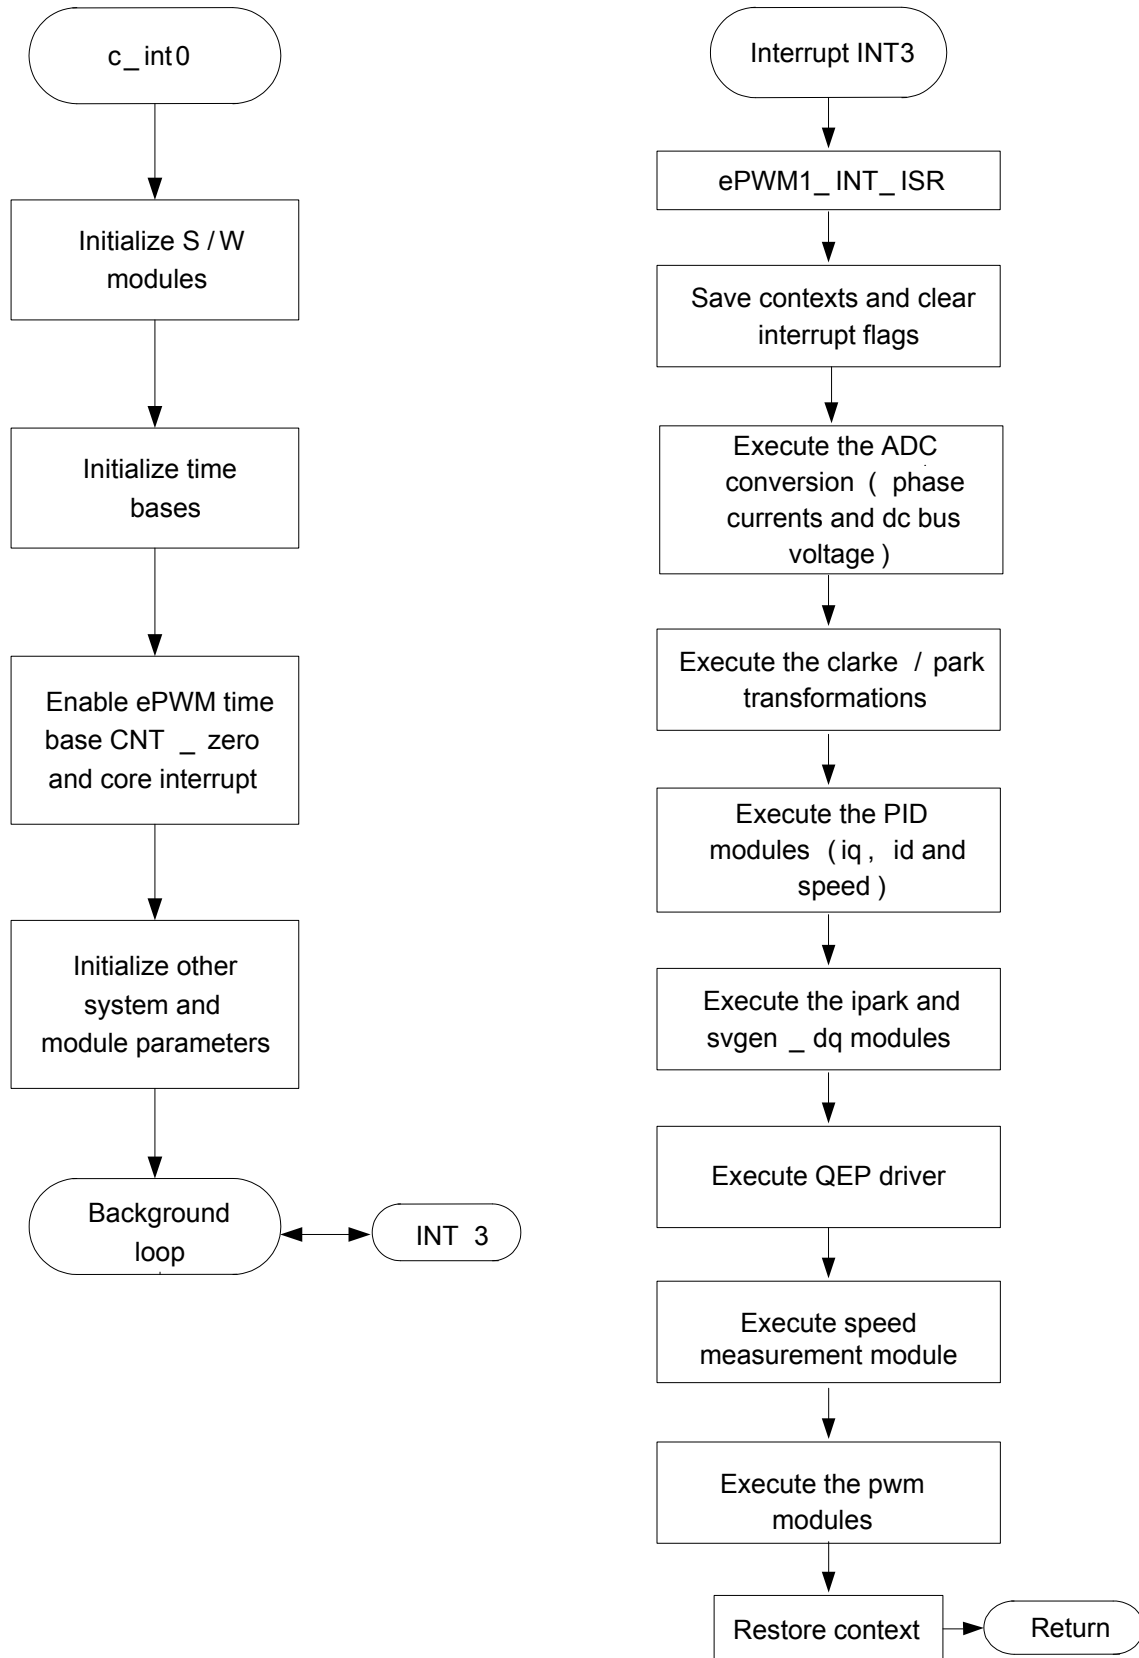 c_int0
Initialize S / W
modules
Initialize time
bases
Enable ePWM time
base CNT _ zero
and core interrupt
Initialize other
system and
module parameters
Background
loop
INT 3
Interrupt INT3
ePWM1_ INT_ ISR
Save contexts and clear
interrupt flags
Execute the ADC
conversion ( phase
currents and dc bus
voltage )
Execute the clarke / park
transformations
Execute the PID
modules ( iq , id and
speed )
Execute the ipark and
svgen _ dq modules
Execute QEP driver
Execute speed
measurement module
Execute the pwm
modules
Restore context
Return